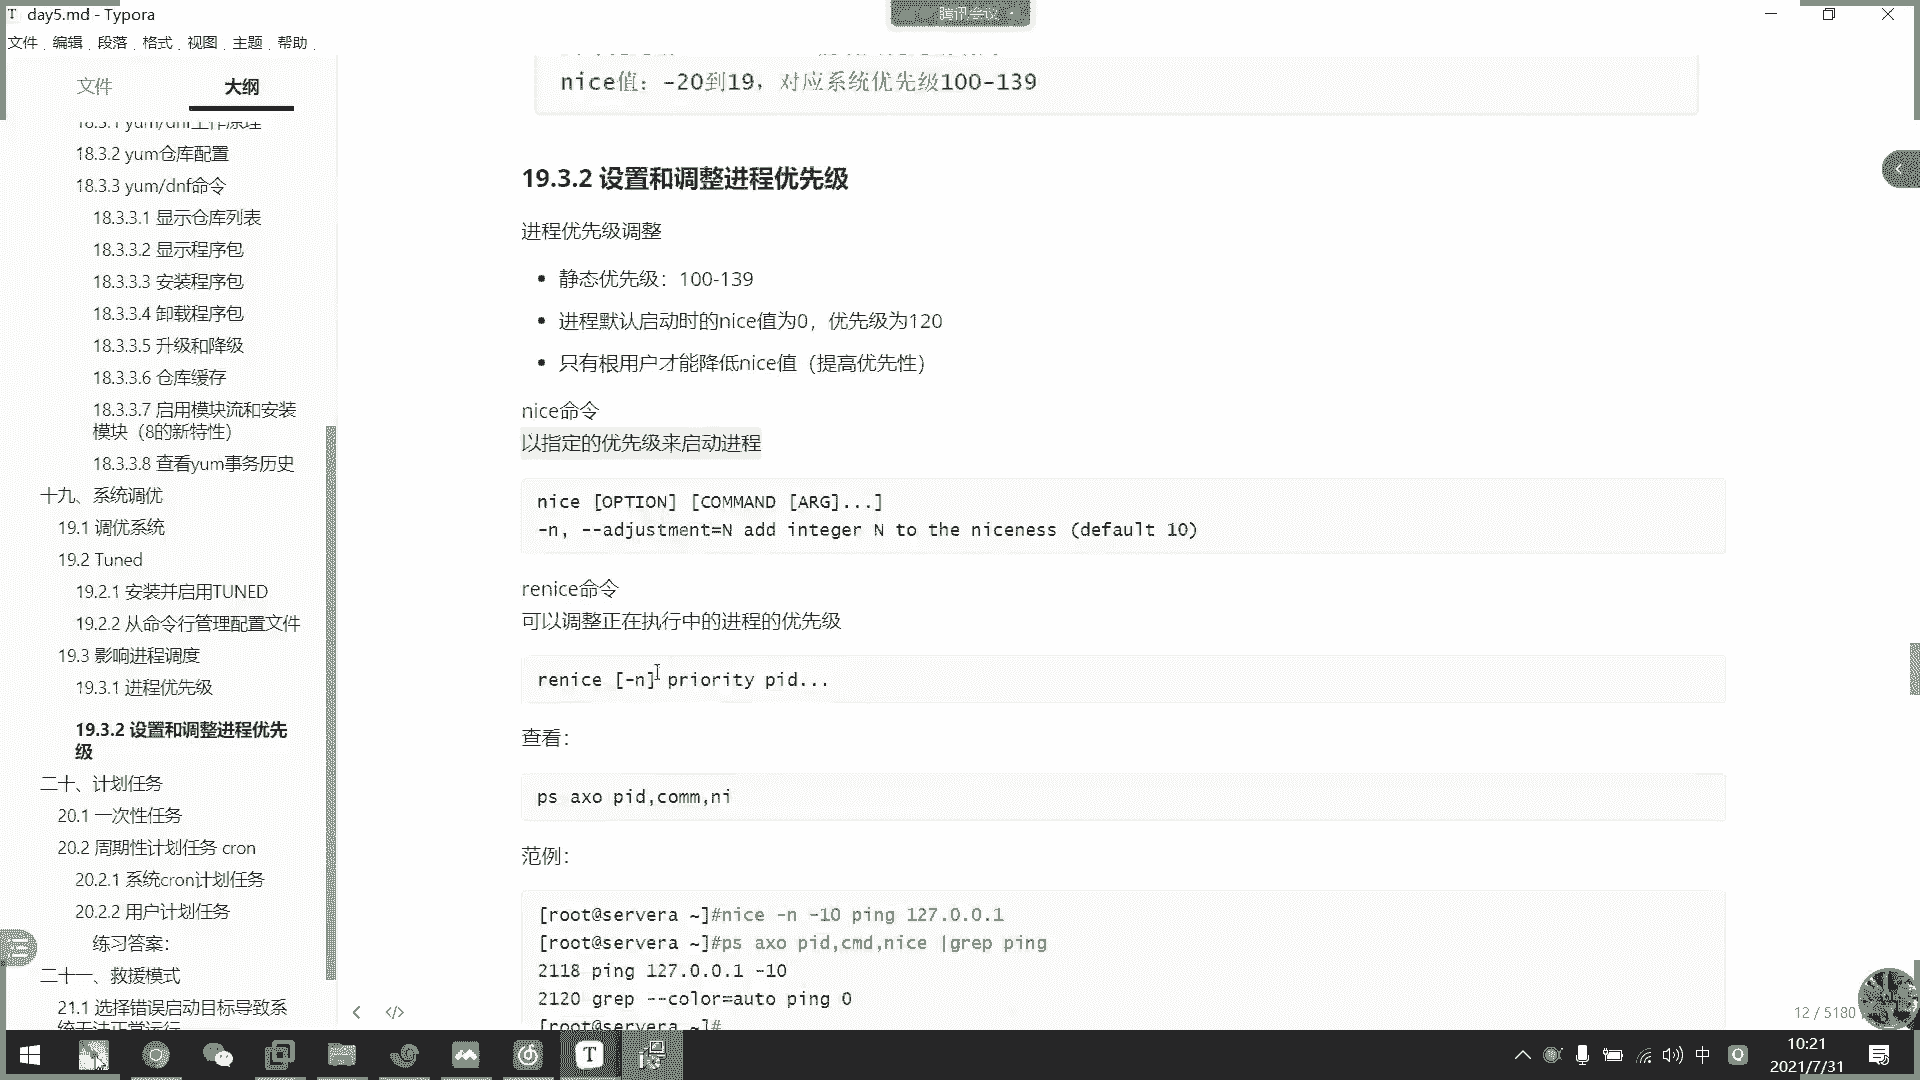 day5.md - Typora
腾讯会议
文件 编辑 段落 格式 视图 主题 帮助
文件 大纲
18.3.1 yum/dnf工作原理
18.3.2 yum仓库配置
18.3.3 yum/dnf命令
18.3.3.1 显示仓库列表
18.3.3.2 显示程序包
18.3.3.3 安装程序包
18.3.3.4 卸载程序包
18.3.3.5 升级和降级
18.3.3.6 仓库缓存
18.3.3.7 启用模块流和安装
模块（8的新特性）
18.3.3.8 查看yum事务历史
十九、系统调优
19.1 调优系统
19.2 Tuned
19.2.1 安装并启用TUNED
19.2.2 从命令行管理配置文件
19.3 影响进程调度
19.3.1 进程优先级
19.3.2 设置和调整进程优先
级
二十、计划任务
20.1 一次性任务
20.2 周期性计划任务 cron
20.2.1 系统cron计划任务
20.2.2 用户计划任务
练习答案：
二十一、救援模式
21.1 选择错误启动目标导致系
统无法正常运行
nice值：-20到19，对应系统优先级100-139
19.3.2 设置和调整进程优先级
进程优先级调整
• 静态优先级：100-139
• 进程默认启动时的nice值为0，优先级为120
• 只有根用户才能降低nice值（提高优先性）
nice命令
以指定的优先级来启动进程
nice [OPTION] [COMMAND [ARG]...]
-n, --adjustment=N add integer N to the niceness (default 10)
renice命令
可以调整正在执行中的进程的优先级
renice [-n] priority pid...
查看：
ps axo pid,comm,ni
范例：
[root@servera ~]#nice -n -10 ping 127.0.0.1
[root@servera ~]#ps axo pid,cmd,nice |grep ping
2118 ping 127.0.0.1 -10
2120 grep --color=auto ping 0
[root@servera ~]#
12 / 5180
中
10:21
2021/7/31